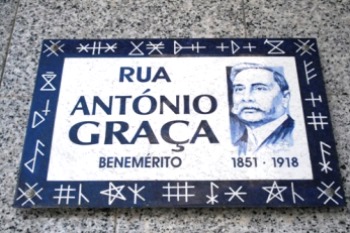 RUA
ANTÓNIO
GRAÇA
BENEMÉRITO
1851 · 1918